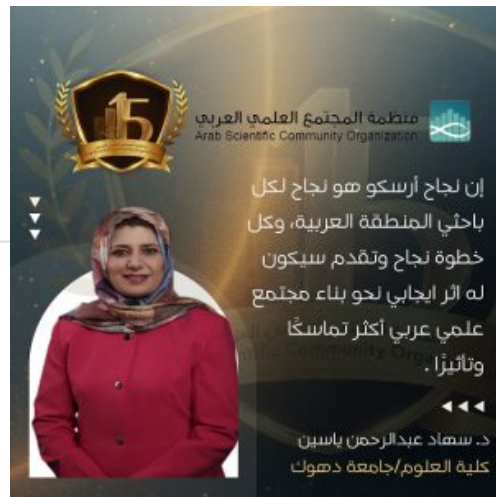 15
منظمة المجتمع العلمي العربي
Arab Scientific Community Organization
إن نجاح أرسكو هو نجاح لكل
باحثي المنطقة العربية، وكل
خطوة نجاح وتقدم سيكون
له اثر ايجابي نحو بناء مجتمع
علمي عربي أكثر تماسكًا
وتأثيرًا .
د. سهاد عبدالرحمن ياسين
كلية العلوم/جامعة دهوك